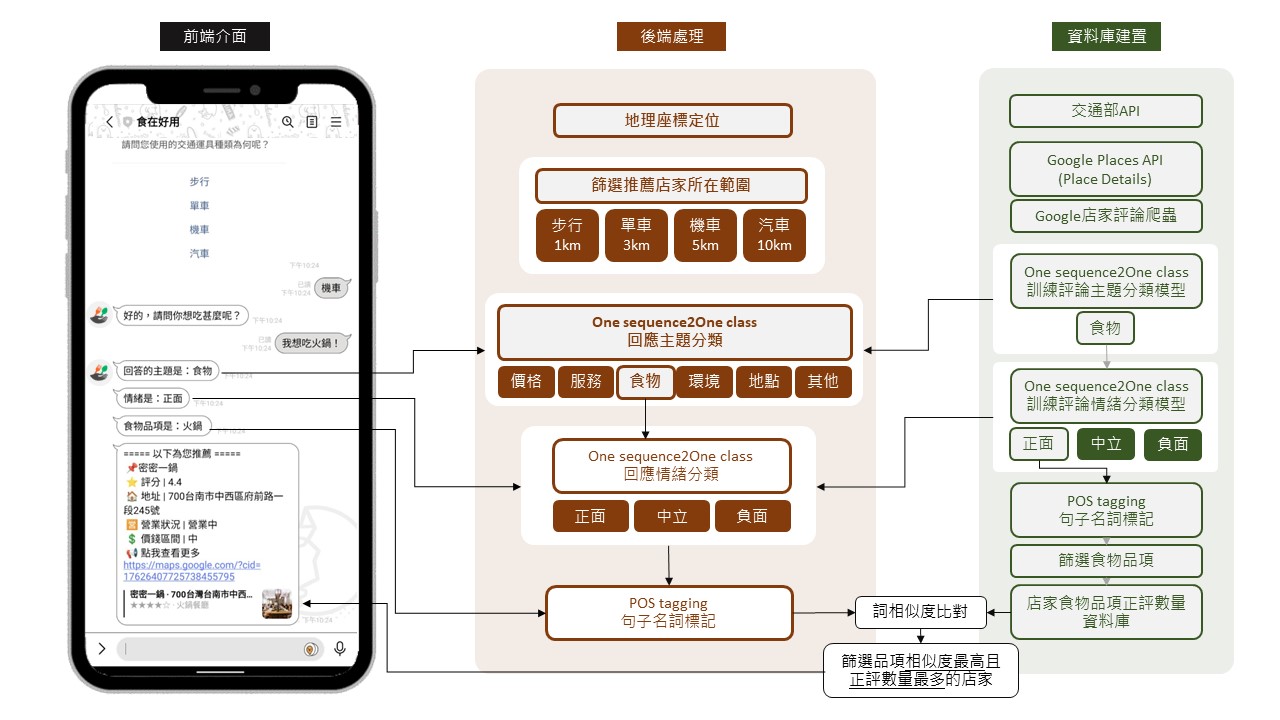 前端介面
食在好用
請問您使用的交通運具種類為何呢？
步行
單車
機車
汽車
下午10:24
已讀
下午10:24
機車
好的，請問你想吃甚麼呢？
下午10:24
已讀
下午10:24
我想吃火鍋！
回答的主題是：食物
下午10:24
情緒是：正面
下午10:24
食物品項是：火鍋
下午10:24
===== 以下為您推薦 =====
密密一鍋
評分 | 4.4
地址 | 700台南市中西區府前路一
段245號
營業狀況 | 營業中
價錢區間 | 中
點我查看更多
https://maps.google.com/?cid=
17626407725738455795
密密一鍋 · 700台灣台南市中西...
★★★★☆ · 火鍋餐廳
下午10:24
後端處理
地理座標定位
篩選推薦店家所在範圍
步行
1km
單車
3km
機車
5km
汽車
10km
One sequence2One class
回應主題分類
價格
服務
食物
環境
地點
其他
One sequence2One class
回應情緒分類
正面
中立
負面
POS tagging
句子名詞標記
詞相似度比對
篩選品項相似度最高且
正評數量最多的店家
資料庫建置
交通部API
Google Places API
(Place Details)
Google店家評論爬蟲
One sequence2One class
訓練評論主題分類模型
食物
One sequence2One class
訓練評論情緒分類模型
正面
中立
負面
POS tagging
句子名詞標記
篩選食物品項
店家食物品項正評數量
資料庫